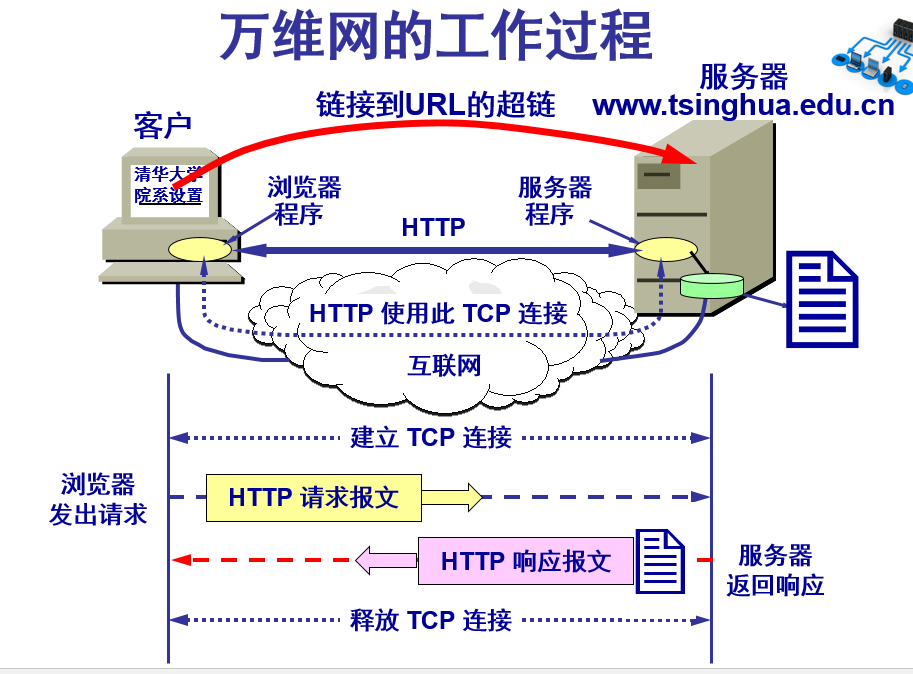 万维网的工作过程
服务器
www.tsinghua.edu.cn
链接到URL的超链
客户
清华大学
院系设置
浏览器
程序
服务器
程序
HTTP
HTTP 使用此 TCP 连接
互联网
建立 TCP 连接
浏览器
发出请求
HTTP 请求报文
HTTP 响应报文
服务器
返回响应
释放 TCP 连接